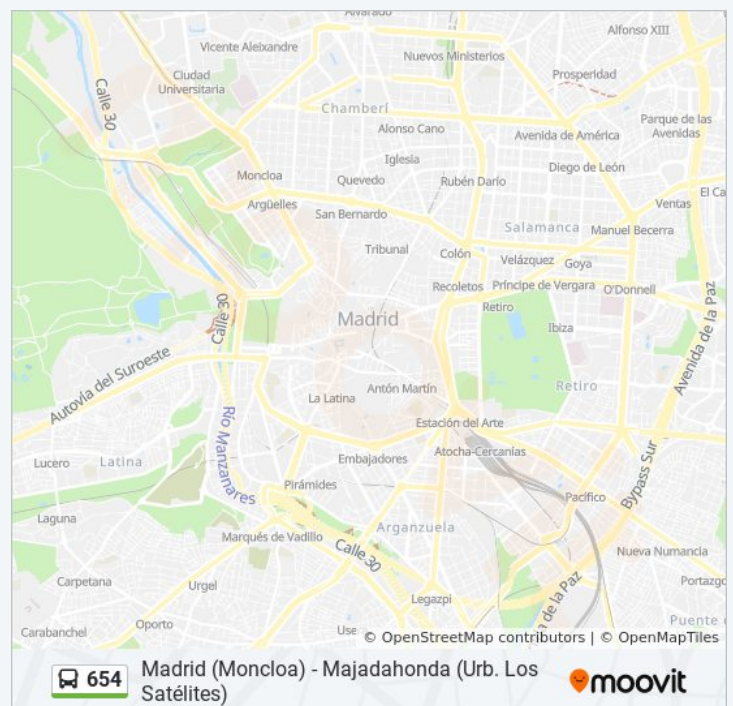 Alvarado
Alfonso XIII
Vicente Aleixandre
Nuevos Ministerios
Ciudad
Universitaria
Prosperidad
Calle 30
Chamberí
Parque de las
Avenidas
Alonso Cano
Avenida de América
Iglesia
Diego de León
Moncloa
Quevedo
Rubén Darío
El Ca
Argüelles
San Bernardo
Ventas
Salamanca
Manuel Becerra
Tribunal
Colón
Velázquez
Goya
Recoletos
Príncipe de Vergara
O'Donnell
Calle 30
Madrid
Retiro
Ibiza
Avenida de la Paz
Autovía del Suroeste
Antón Martín
Retiro
La Latina
Estación del Arte
Río Manzanares
Atocha-Cercanías
Lucero
Latina
Embajadores
Bypass Sur
Pirámides
Pacífico
Laguna
Arganzuela
Marqués de Vadillo
Calle 30
Nueva Numancia
Carpetana
Urgel
a de la Paz
Portazgo
Legazpi
Oporto
Puente
Carabanchel
Use
© OpenStreetMap contributors | © OpenMapTiles
654
Madrid (Moncloa) - Majadahonda (Urb. Los
Satélites)
moovit